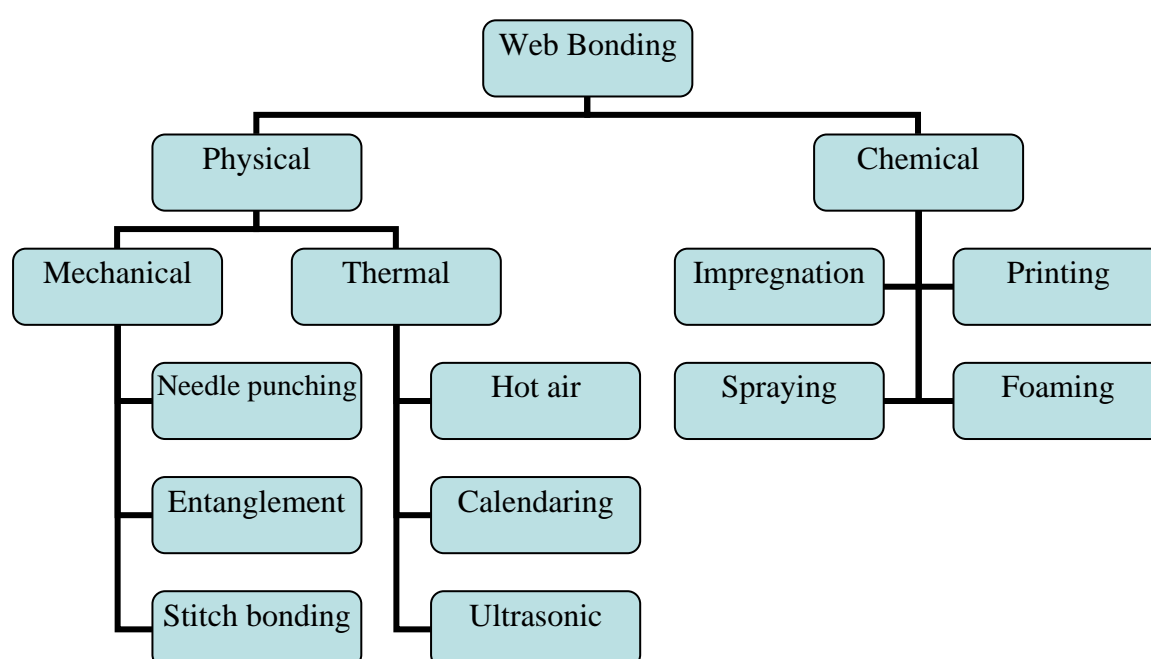 Web Bonding
Physical
Chemical
Mechanical
Thermal
Impregnation
Printing
Needle punching
Hot air
Spraying
Foaming
Entanglement
Calendaring
Stitch bonding
Ultrasonic